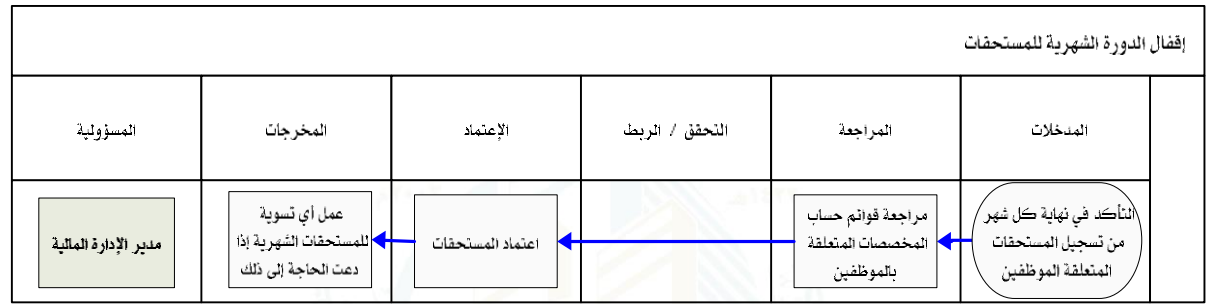 إقفال الدورة الشهرية للمستحقات
المدخلات
المراجعة
التحقق / الربط
الإعتماد
المخرجات
المسؤولية
التأكد في نهاية كل شهر
من تسجيل المستحقات
المتعلقة الموظفين
مراجعة قوائم حساب
المخصصات المتعلقة
بالموظفين
اعتماد المستحقات
عمل أي تسوية
للمستحقات الشهرية إذا
دعت الحاجة إلى ذلك
مدير الإدارة المالية